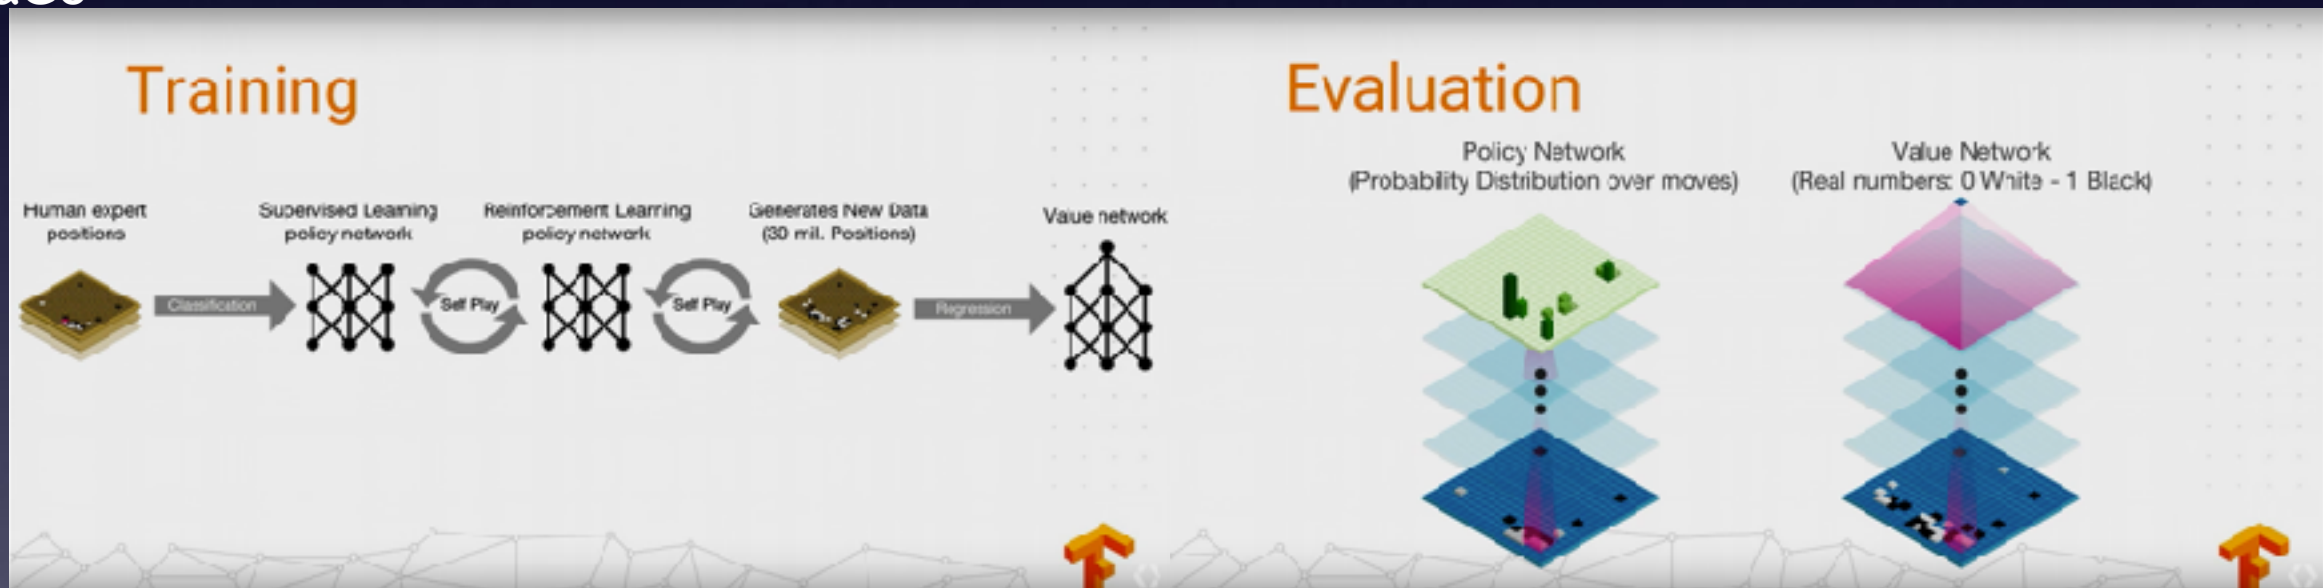 Training
Human expert
positions
Classification
Supervised Learning
policy network
Self Play
Reinforcement Learning
policy network
Self Play
Generates New Data
(30 mil. Positions)
Regression
Value network
Evaluation
Policy Network
(Probability Distribution over moves)
Value Network
(Real numbers: 0 White - 1 Black)